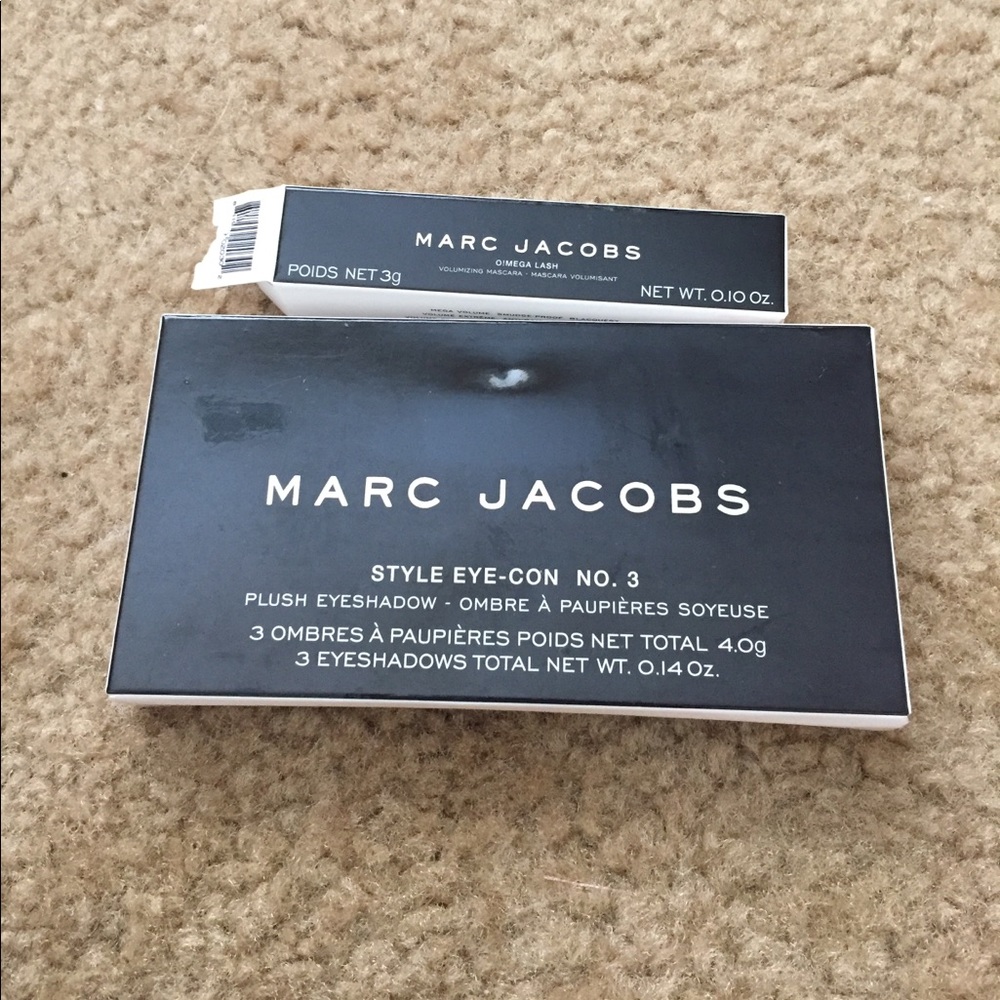 MARC JACOBS
O!MEGA LASH
VOLUMIZING MASCARA - MASCARA VOLUMISANT
POIDS NET 3g
NET WT. 0.10 Oz.
MARC JACOBS
STYLE EYE-CON NO. 3
PLUSH EYESHADOW - OMBRE À PAUPIÈRES SOYEUSE
3 OMBRES À PAUPIÈRES POIDS NET TOTAL 4.0g
3 EYESHADOWS TOTAL NET WT. 0.14 Oz.